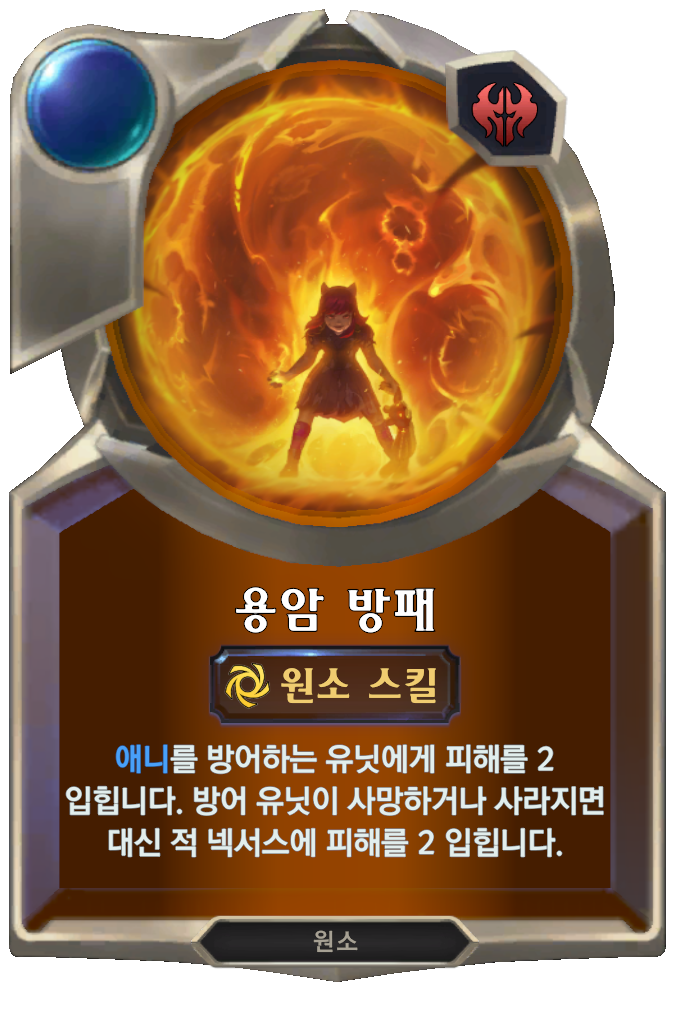 용암 방패
원소 스킬
애니를 방어하는 유닛에게 피해를 2
입힙니다. 방어 유닛이 사망하거나 사라지면
대신 적 넥서스에 피해를 2 입힙니다.
원소